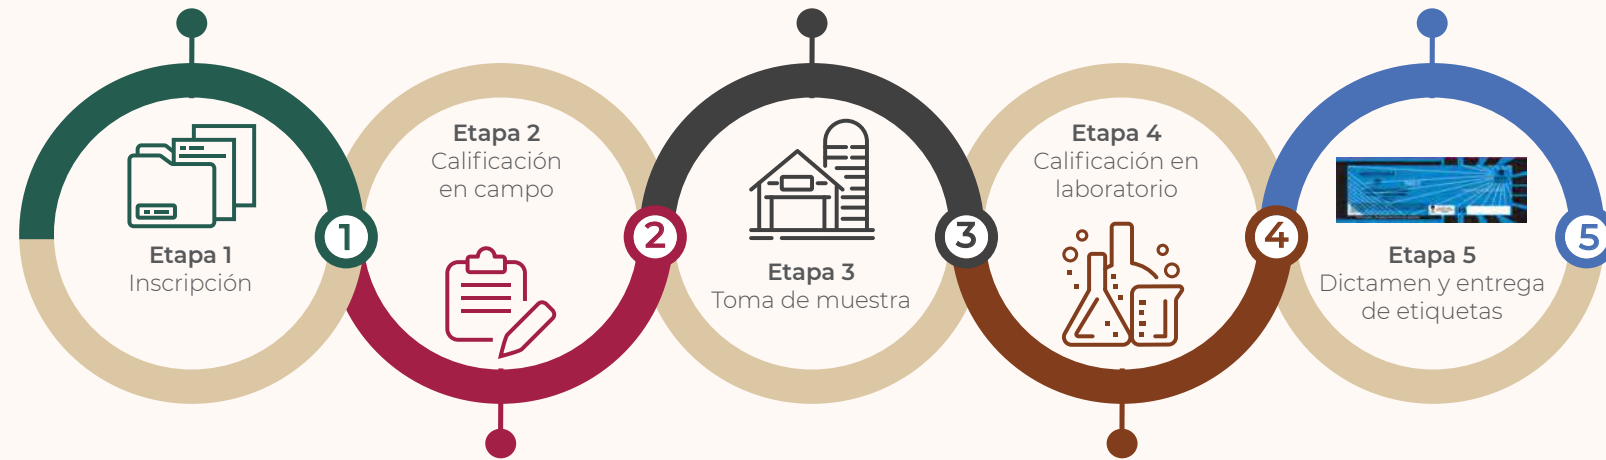 Etapa 1
Inscripción
1
Etapa 2
Calificación
en campo
2
Etapa 3
Toma de muestra
3
Etapa 4
Calificación en
laboratorio
4
Etapa 5
Dictamen y entrega
de etiquetas
5